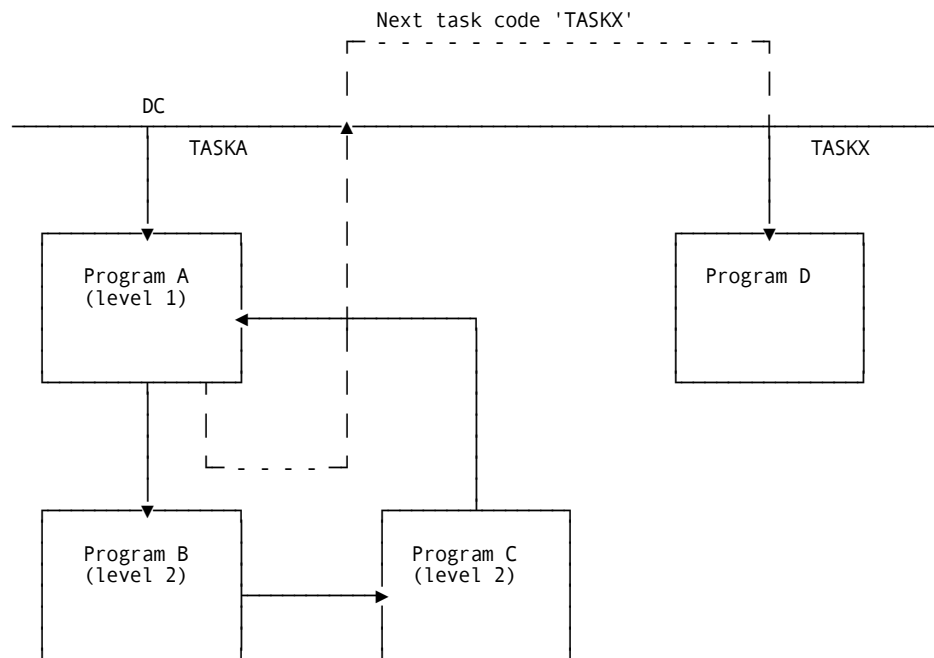 Next task code 'TASKX'
DC
TASKA
TASKX
Program A
(level 1)
Program D
Program B
(level 2)
Program C
(level 2)